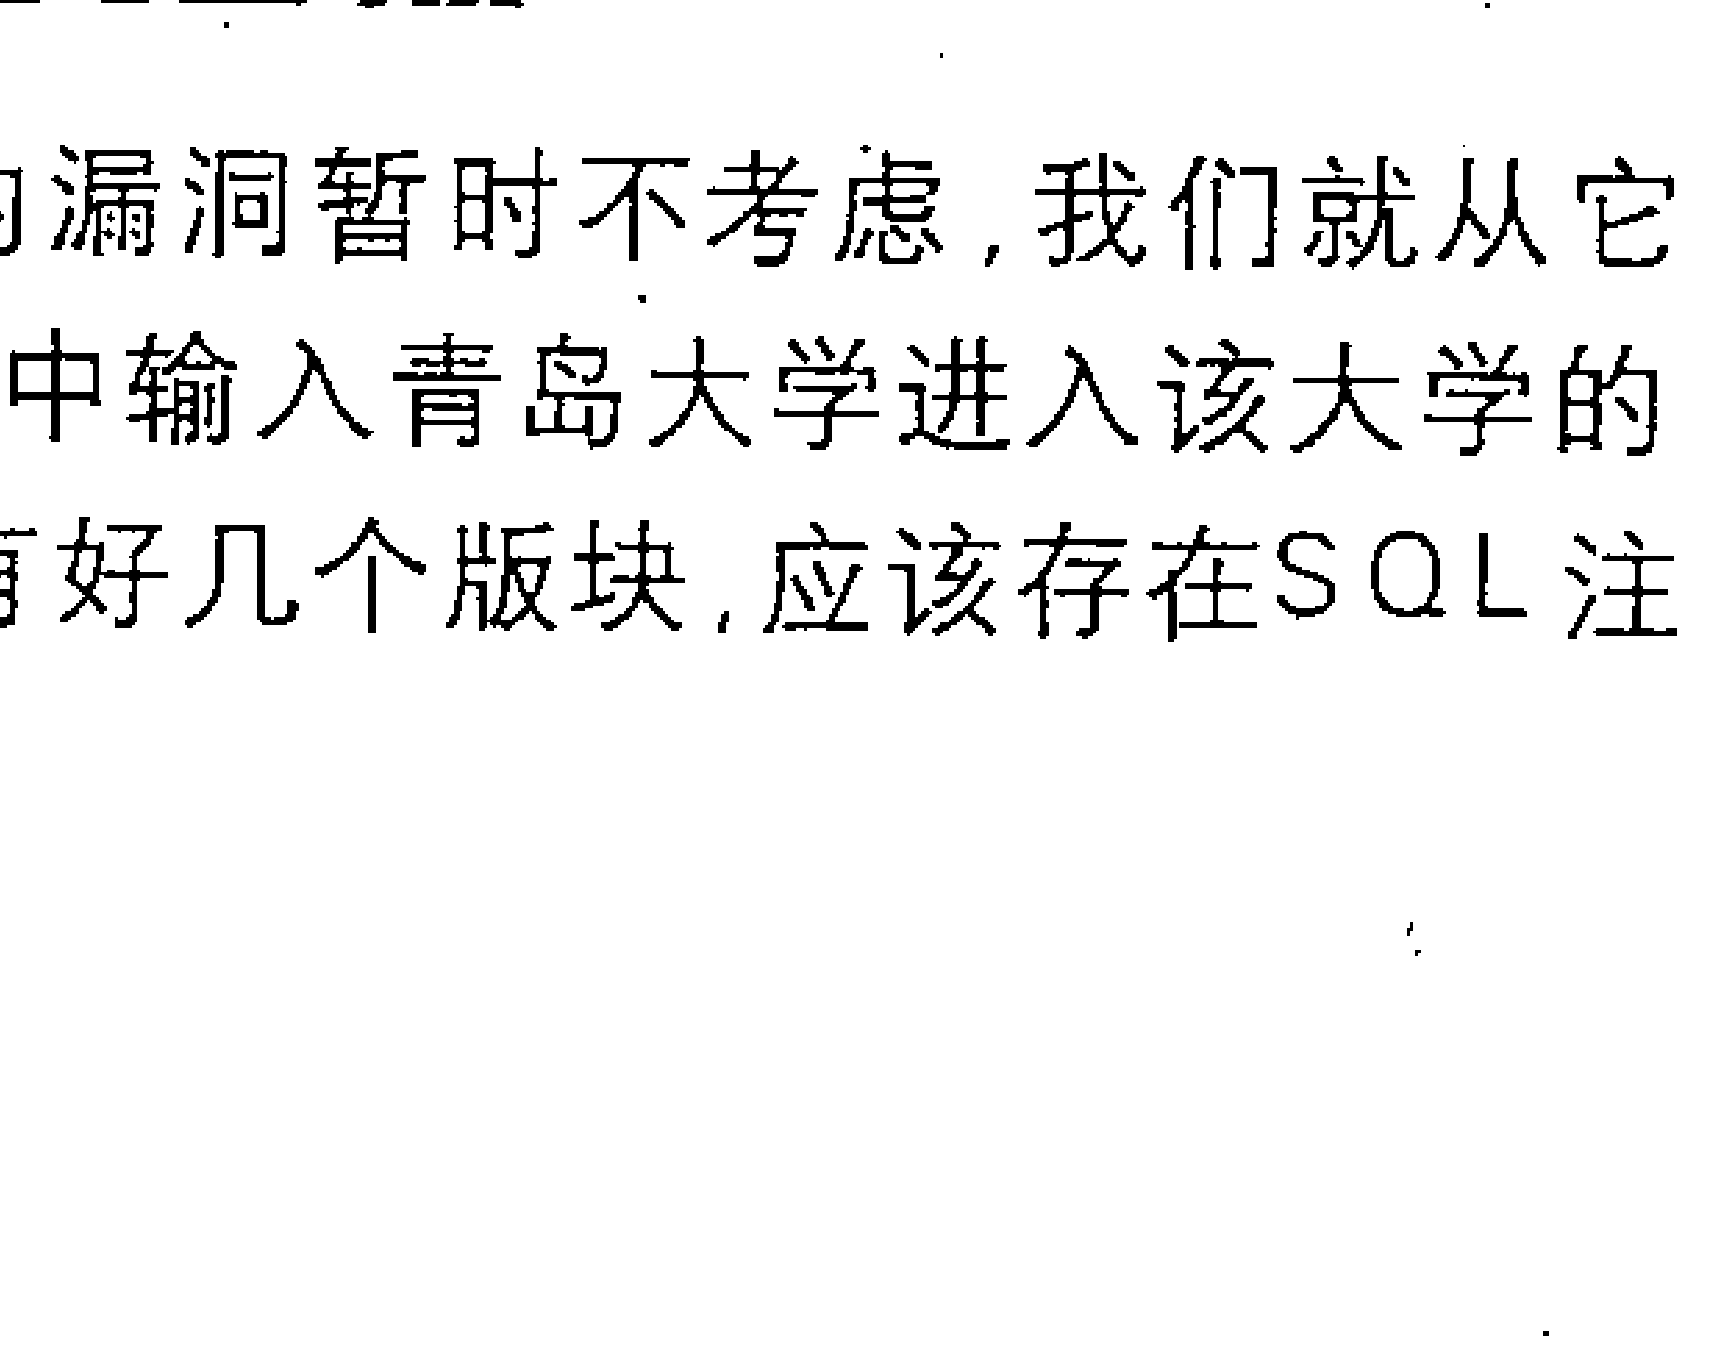 的漏洞暂时不考虑,我们就从它
中输入青岛大学进入该大学的
有好几个版块,应该存在SQL注